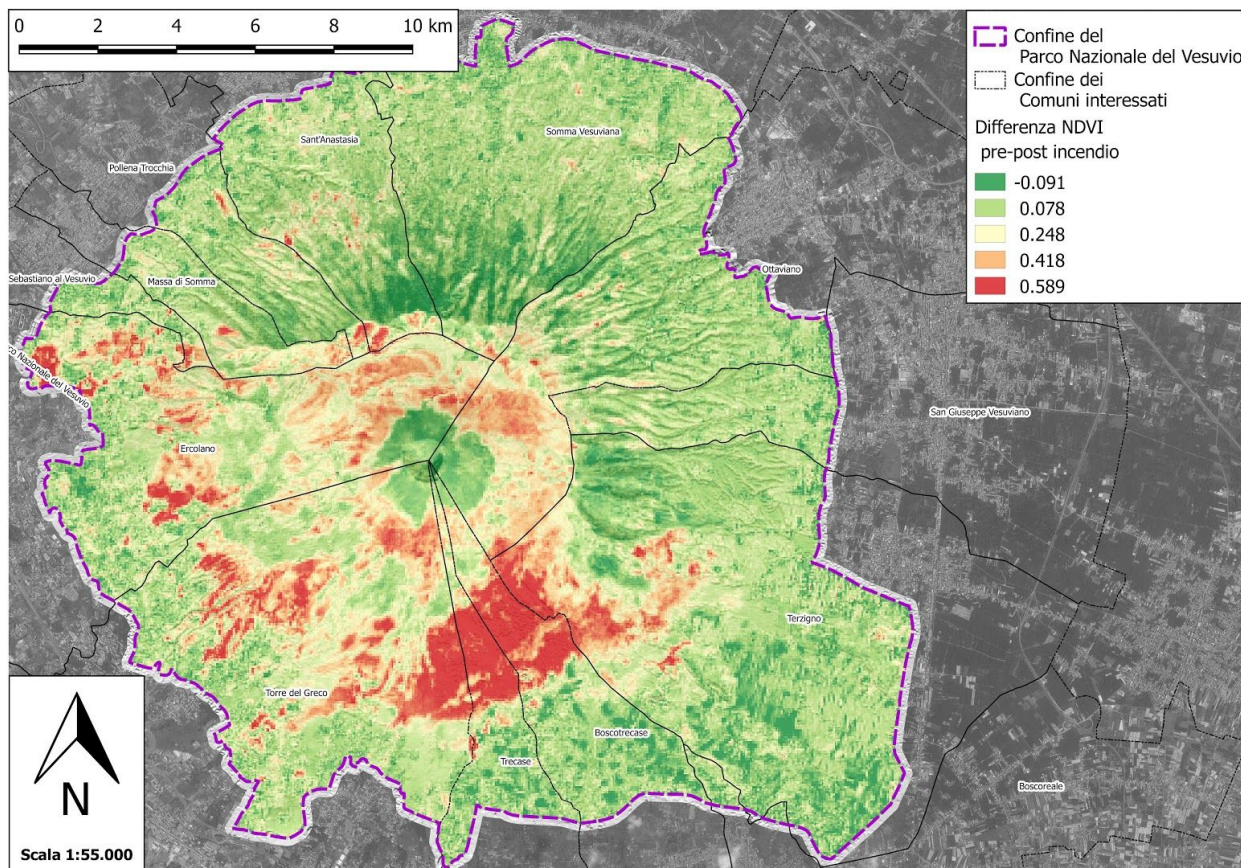 0 2 4 6 8 10 km
Confine del
Parco Nazionale del Vesuvio
Confine dei
Comuni interessati
Differenza NDVI
pre-post incendio
-0.091
0.078
0.248
0.418
0.589
Sant'Anastasia
Somma Vesuviana
Pollena Trocchia
Ottaviano
Sebastiano al Vesuvio
Massa di Somma
co Nazionale del Vesuvio
San Giuseppe Vesuviano
Ercolano
Terzigno
Torre del Greco
Boscotrecase
Trecase
Boscoreale
N
Scala 1:55.000